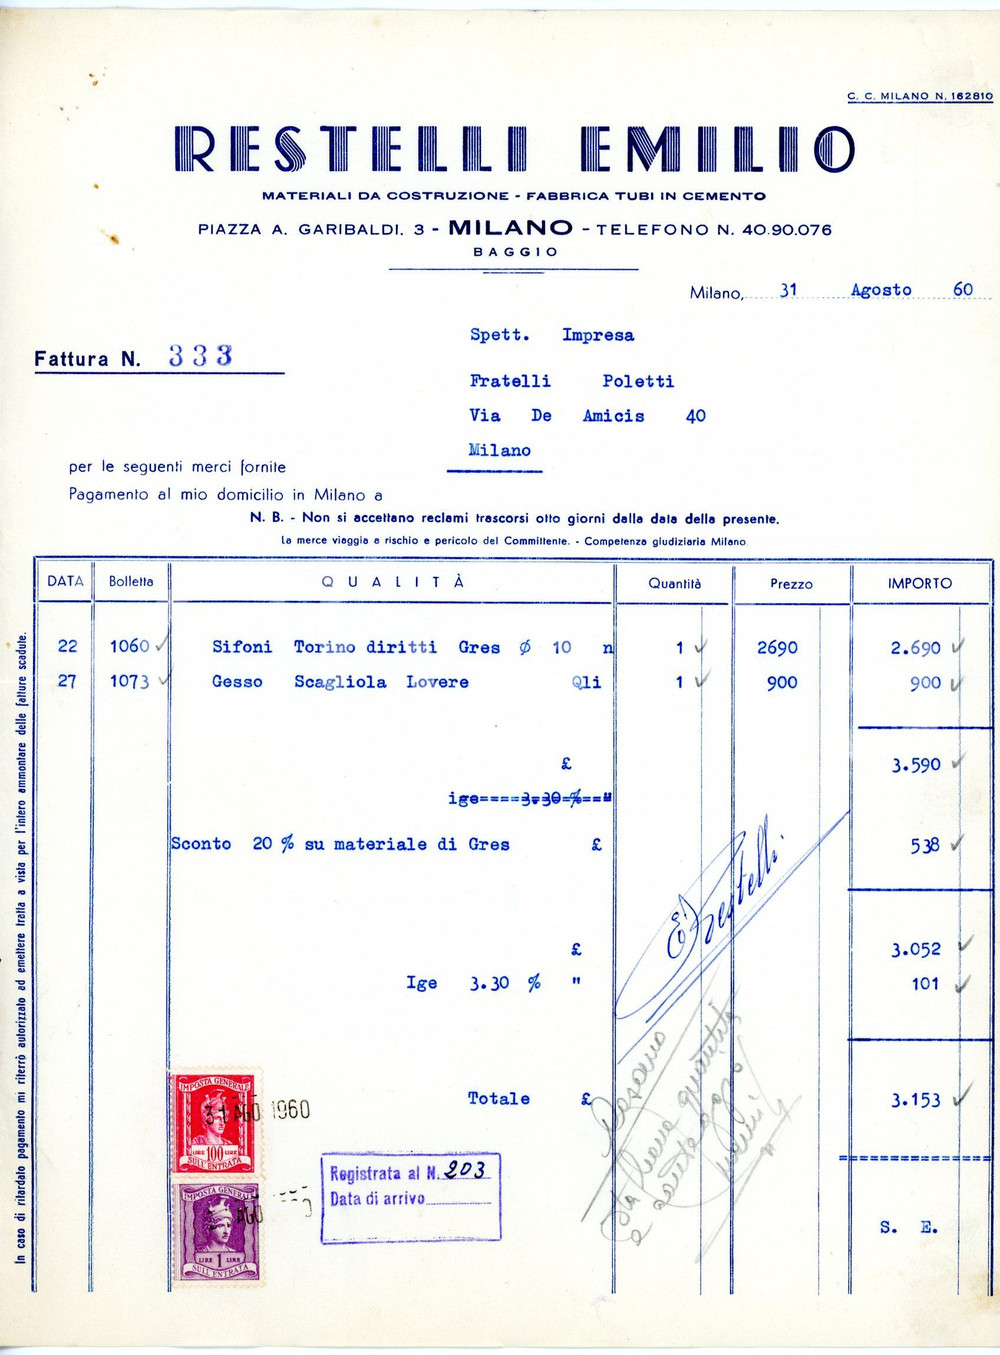 C. C. MILANO N. 162810
RESTELLI EMILIO
MATERIALI DA COSTRUZIONE - FABBRICA TUBI IN CEMENTO
PIAZZA A. GARIBALDI. 3 - MILANO - TELEFONO N. 40.90.076
BAGGIO
Milano, 31 Agosto 60
Spett. Impresa
Fattura N. 333
Fratelli Poletti
Via De Amicis 40
Milano
per le seguenti merci fornite
Pagamento al mio domicilio in Milano a
N. B. - Non si accettano reclami trascorsi otto giorni dalla data della presente.
La merce viaggia a rischio e pericolo del Committente. - Competenza giudiziaria Milano.
DATA Bolletta QUALITÀ Quantità Prezzo IMPORTO
22 1060 Sifoni Torino diritti Gres ø 10 n 1 2690 2.690
27 1073 Gesso Scagliola Lovere Qli 1 900 900
£ 3.590
ige====3.30=%==="
Sconto 20 % su materiale di Gres £ 538
E. Restelli
£ 3.052
Ige 3.30 % " 101
Totale £ 3.153
S. E.
IMPOSTA GENERALE
31 AGO 1960
LIRE 100 LIRE
SULL'ENTRATA
IMPOSTA GENERALE
AGO
LIRE 1 LIRE
SULL'ENTRATA
Registrata al N. 203
Data di arrivo
In caso di ritardato pagamento mi riterrò autorizzato ad emettere tratta a vista per l'intero ammontare delle fatture scadute.